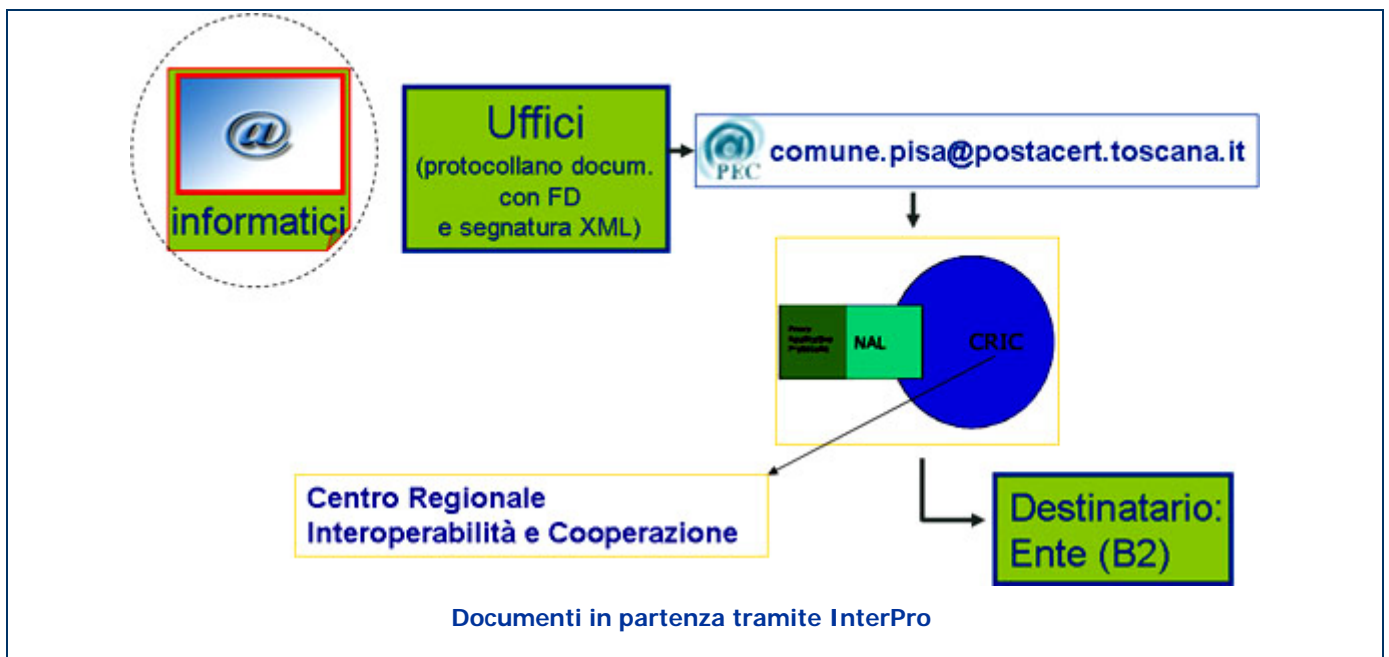 @
informatici
Uffici
(protocollano docum.
con FD
e segnatura XML)
@
PEC
comune.pisa@postacert.toscana.it
NAL
CRIC
Centro Regionale
Interoperabilità e Cooperazione
Destinatario:
Ente (B2)
Documenti in partenza tramite InterPro